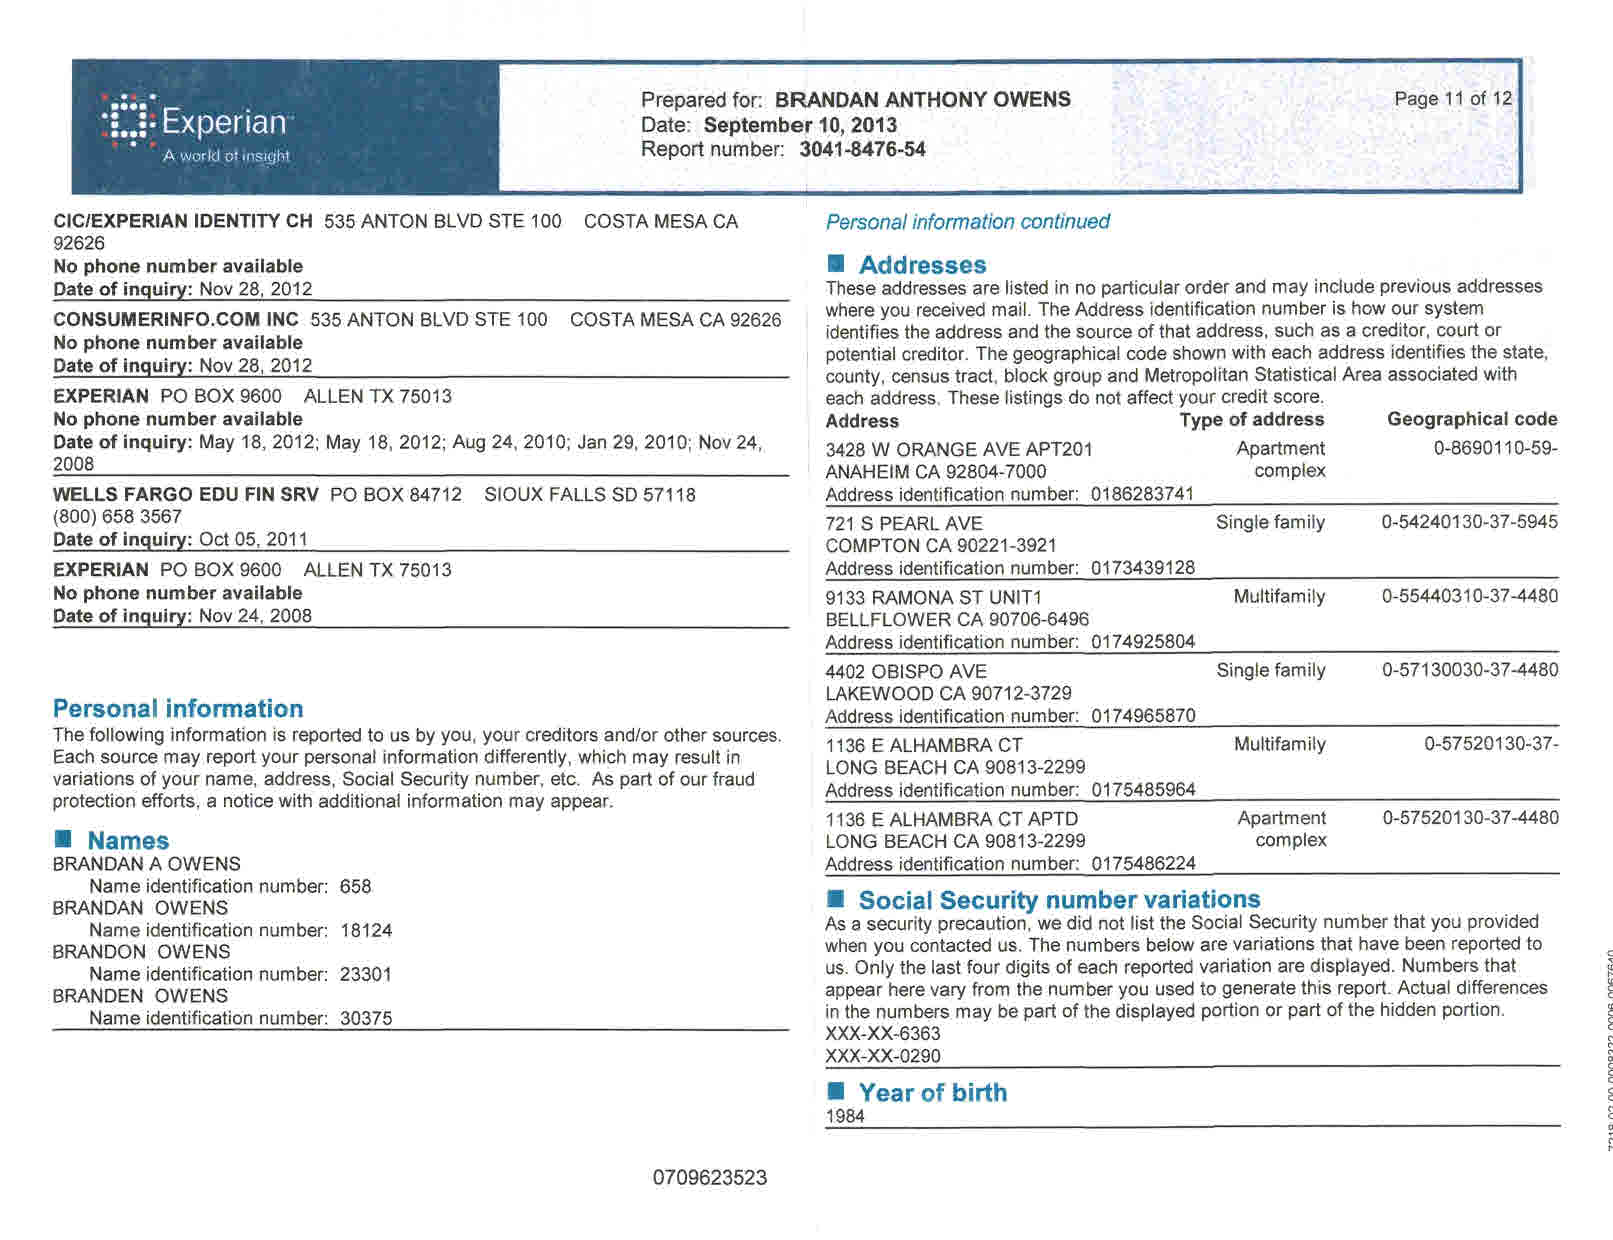 Experian
A world of insight
Prepared for: BRANDAN ANTHONY OWENS
Date: September 10, 2013
Report number: 3041-8476-54
Page 11 of 12
CIC/EXPERIAN IDENTITY CH 535 ANTON BLVD STE 100 COSTA MESA CA
92626
No phone number available
Date of inquiry: Nov 28, 2012
CONSUMERINFO.COM INC 535 ANTON BLVD STE 100 COSTA MESA CA 92626
No phone number available
Date of inquiry: Nov 28, 2012
EXPERIAN PO BOX 9600 ALLEN TX 75013
No phone number available
Date of inquiry: May 18, 2012; May 18, 2012; Aug 24, 2010; Jan 29, 2010; Nov 24,
2008
WELLS FARGO EDU FIN SRV PO BOX 84712 SIOUX FALLS SD 57118
(800) 658 3567
Date of inquiry: Oct 05, 2011
EXPERIAN PO BOX 9600 ALLEN TX 75013
No phone number available
Date of inquiry: Nov 24, 2008
Personal information
The following information is reported to us by you, your creditors and/or other sources.
Each source may report your personal information differently, which may result in
variations of your name, address, Social Security number, etc. As part of our fraud
protection efforts, a notice with additional information may appear.
Names
BRANDAN A OWENS
Name identification number: 658
BRANDAN OWENS
Name identification number: 18124
BRANDON OWENS
Name identification number: 23301
BRANDEN OWENS
Name identification number: 30375
Personal information continued
Addresses
These addresses are listed in no particular order and may include previous addresses
where you received mail. The Address identification number is how our system
identifies the address and the source of that address, such as a creditor, court or
potential creditor. The geographical code shown with each address identifies the state,
county, census tract, block group and Metropolitan Statistical Area associated with
each address. These listings do not affect your credit score.
Address Type of address Geographical code
3428 W ORANGE AVE APT201 Apartment 0-8690110-59-
ANAHEIM CA 92804-7000 complex
Address identification number: 0186283741
721 S PEARL AVE Single family 0-54240130-37-5945
COMPTON CA 90221-3921
Address identification number: 0173439128
9133 RAMONA ST UNIT1 Multifamily 0-55440310-37-4480
BELLFLOWER CA 90706-6496
Address identification number: 0174925804
4402 OBISPO AVE Single family 0-57130030-37-4480
LAKEWOOD CA 90712-3729
Address identification number: 0174965870
1136 E ALHAMBRA CT Multifamily 0-57520130-37-
LONG BEACH CA 90813-2299
Address identification number: 0175485964
1136 E ALHAMBRA CT APTD Apartment 0-57520130-37-4480
LONG BEACH CA 90813-2299 complex
Address identification number: 0175486224
Social Security number variations
As a security precaution, we did not list the Social Security number that you provided
when you contacted us. The numbers below are variations that have been reported to
us. Only the last four digits of each reported variation are displayed. Numbers that
appear here vary from the number you used to generate this report. Actual differences
in the numbers may be part of the displayed portion or part of the hidden portion.
XXX-XX-6363
XXX-XX-0290
Year of birth
1984
0709623523